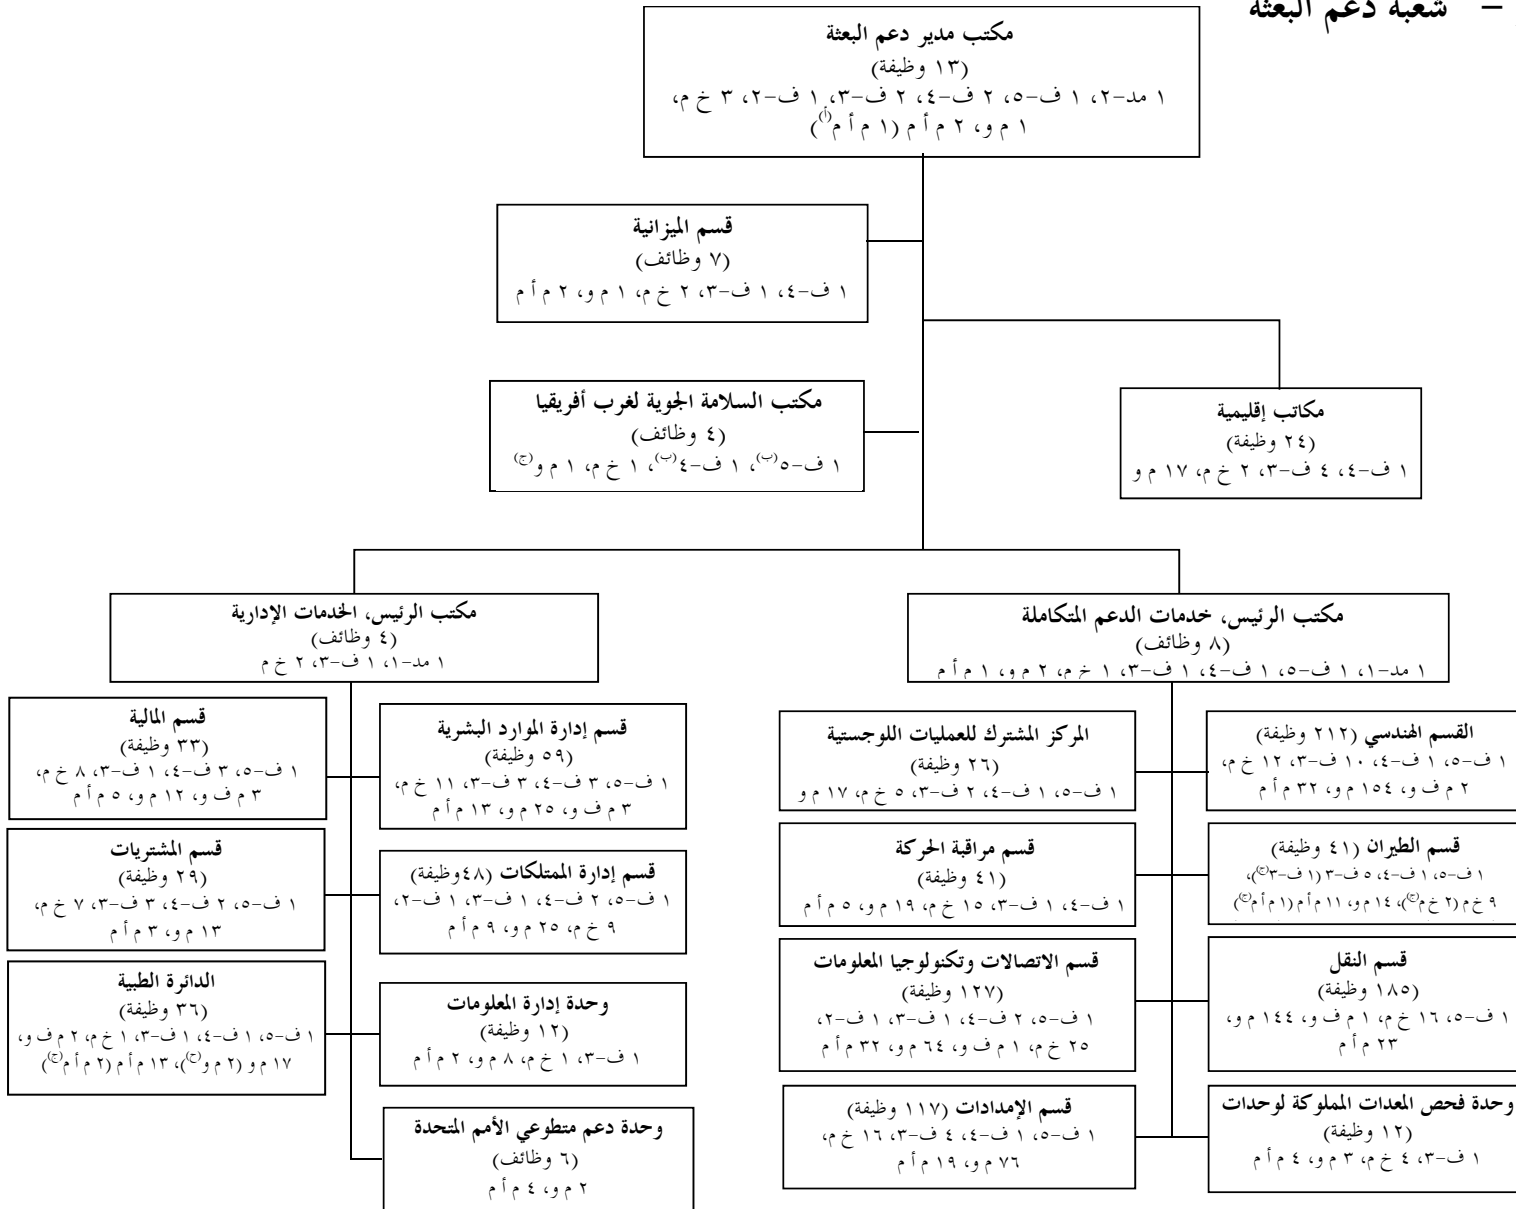 – شعبة دعم البعثة
مكتب مدير دعم البعثة
(١٣ وظيفة)
١ مد-٢، ١ ف-٥، ٢ ف-٤، ٢ ف-٣، ١ ف-٢، ٣ خ م،
١ م و، ٢ م أ م (١ م أ م(أ))
قسم الميزانية
(٧ وظائف)
١ ف-٤، ١ ف-٣، ٢ خ م، ١ م و، ٢ م أ م
مكتب السلامة الجوية لغرب أفريقيا
(٤ وظائف)
١ ف-٥(ب)، ١ ف-٤(ب)، ١ خ م، ١ م و(ج)
مكاتب إقليمية
(٢٤ وظيفة)
١ ف-٤، ٤ ف-٣، ٢ خ م، ١٧ م و
مكتب الرئيس، خدمات الدعم المتكاملة
(٨ وظائف)
١ مد-١، ١ ف-٥، ١ ف-٤، ١ ف-٣، ١ خ م، ٢ م و، ١ م أ م
مكتب الرئيس، الخدمات الإدارية
(٤ وظائف)
١ مد-١، ١ ف-٣، ٢ خ م
القسم الهندسي (٢١٢ وظيفة)
١ ف-٥، ١ ف-٤، ١٠ ف-٣، ١٢ خ م،
٢ م ف و، ١٥٤ م و، ٣٢ م أ م
المركز المشترك للعمليات اللوجستية
(٢٦ وظيفة)
١ ف-٥، ١ ف-٤، ٢ ف-٣، ٥ خ م، ١٧ م و
قسم الطيران (٤١ وظيفة)
١ ف-٥، ١ ف-٤، ٥ ف-٣ (١ ف-٣(ج))،
٩ خ م (٢ خ م(ج))، ١٤ م و، ١١ م أ م (١ م أ م(ج))
قسم مراقبة الحركة
(٤١ وظيفة)
١ ف-٤، ١ ف-٣، ١٥ خ م، ١٩ م و، ٥ م أ م
قسم النقل
(١٨٥ وظيفة)
١ ف-٥، ١٦ خ م، ١ م ف و، ١٤٤ م و،
٢٣ م أ م
قسم الاتصالات وتكنولوجيا المعلومات
(١٢٧ وظيفة)
١ ف-٥، ٢ ف-٤، ١ ف-٣، ١ ف-٢،
٢٥ خ م، ١ م ف و، ٦٤ م و، ٣٢ م أ م
وحدة فحص المعدات المملوكة لوحدات
(١٢ وظيفة)
١ ف-٣، ٤ خ م، ٣ م و، ٤ م أ م
قسم الإمدادات (١١٧ وظيفة)
١ ف-٥، ١ ف-٤، ٤ ف-٣، ١٦ خ م،
٧٦ م و، ١٩ م أ م
قسم إدارة الموارد البشرية
(٥٩ وظيفة)
١ ف-٥، ٣ ف-٤، ٣ ف-٣، ١١ خ م،
٣ م ف و، ٢٥ م و، ١٣ م أ م
قسم المالية
(٣٣ وظيفة)
١ ف-٥، ٣ ف-٤، ١ ف-٣، ٨ خ م،
٣ م ف و، ١٢ م و، ٥ م أ م
قسم إدارة الممتلكات (٤٨وظيفة)
١ ف-٥، ٢ ف-٤، ١ ف-٣، ١ ف-٢،
٩ خ م، ٢٥ م و، ٩ م أ م
قسم المشتريات
(٢٩ وظيفة)
١ ف-٥، ٢ ف-٤، ٣ ف-٣، ٧ خ م،
١٣ م و، ٣ م أ م
وحدة إدارة المعلومات
(١٢ وظيفة)
١ ف-٣، ١ خ م، ٨ م و، ٢ م أ م
الدائرة الطبية
(٣٦ وظيفة)
١ ف-٥، ١ ف-٤، ١ ف-٣، ١ خ م، ٢ م ف و،
١٧ م و (٢ م و(ج))، ١٣ م أ م (٢ م أ م(ج))
وحدة دعم متطوعي الأمم المتحدة
(٦ وظائف)
٢ م و، ٤ م أ م